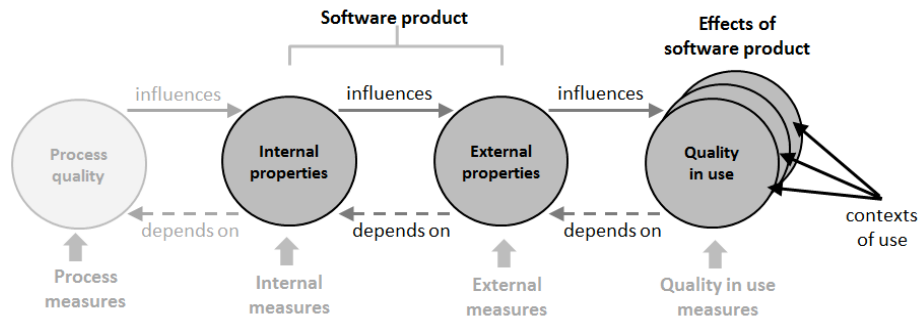 Software product
Effects of
software product
influences
influences
influences
Process
quality
Internal
properties
External
properties
Quality
in use
depends on
depends on
depends on
contexts
of use
Process
measures
Internal
measures
External
measures
Quality in use
measures